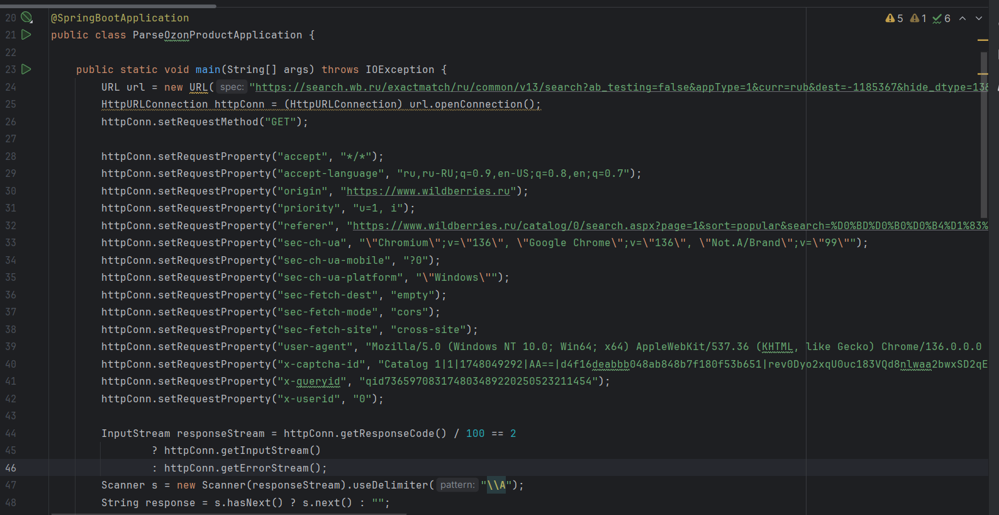 20 @SpringBootApplication 5 1 6
21 public class ParseOzonProductApplication {
22
23 public static void main(String[] args) throws IOException {
24 URL url = new URL( spec: "https://search.wb.ru/exactmatch/ru/common/v13/search?ab_testing=false&appType=1&curr=rub&dest=-1185367&hide_dtype=13&
25 HttpURLConnection httpConn = (HttpURLConnection) url.openConnection();
26 httpConn.setRequestMethod("GET");
27
28 httpConn.setRequestProperty("accept", "*/*");
29 httpConn.setRequestProperty("accept-language", "ru,ru-RU;q=0.9,en-US;q=0.8,en;q=0.7");
30 httpConn.setRequestProperty("origin", "https://www.wildberries.ru");
31 httpConn.setRequestProperty("priority", "u=1, i");
32 httpConn.setRequestProperty("referer", "https://www.wildberries.ru/catalog/0/search.aspx?page=1&sort=popular&search=%D0%BD%D0%B0%D0%B4%D1%83%
33 httpConn.setRequestProperty("sec-ch-ua", "\"Chromium\";v=\"136\", \"Google Chrome\";v=\"136\", \"Not.A/Brand\";v=\"99\"");
34 httpConn.setRequestProperty("sec-ch-ua-mobile", "?0");
35 httpConn.setRequestProperty("sec-ch-ua-platform", "\"Windows\"");
36 httpConn.setRequestProperty("sec-fetch-dest", "empty");
37 httpConn.setRequestProperty("sec-fetch-mode", "cors");
38 httpConn.setRequestProperty("sec-fetch-site", "cross-site");
39 httpConn.setRequestProperty("user-agent", "Mozilla/5.0 (Windows NT 10.0; Win64; x64) AppleWebKit/537.36 (KHTML, like Gecko) Chrome/136.0.0.0
40 httpConn.setRequestProperty("x-captcha-id", "Catalog 1|1|1748049292|AA==|d4f16deabbb048ab848b7f180f53b651|rev0Dyo2xqU0uc183VQd8nlwaa2bwxSD2qE
41 httpConn.setRequestProperty("x-queryid", "qid736597083174803489220250523211454");
42 httpConn.setRequestProperty("x-userid", "0");
43
44 InputStream responseStream = httpConn.getResponseCode() / 100 == 2
45 ? httpConn.getInputStream()
46 : httpConn.getErrorStream();
47 Scanner s = new Scanner(responseStream).useDelimiter( pattern: "\\A");
48 String response = s.hasNext() ? s.next() : "";